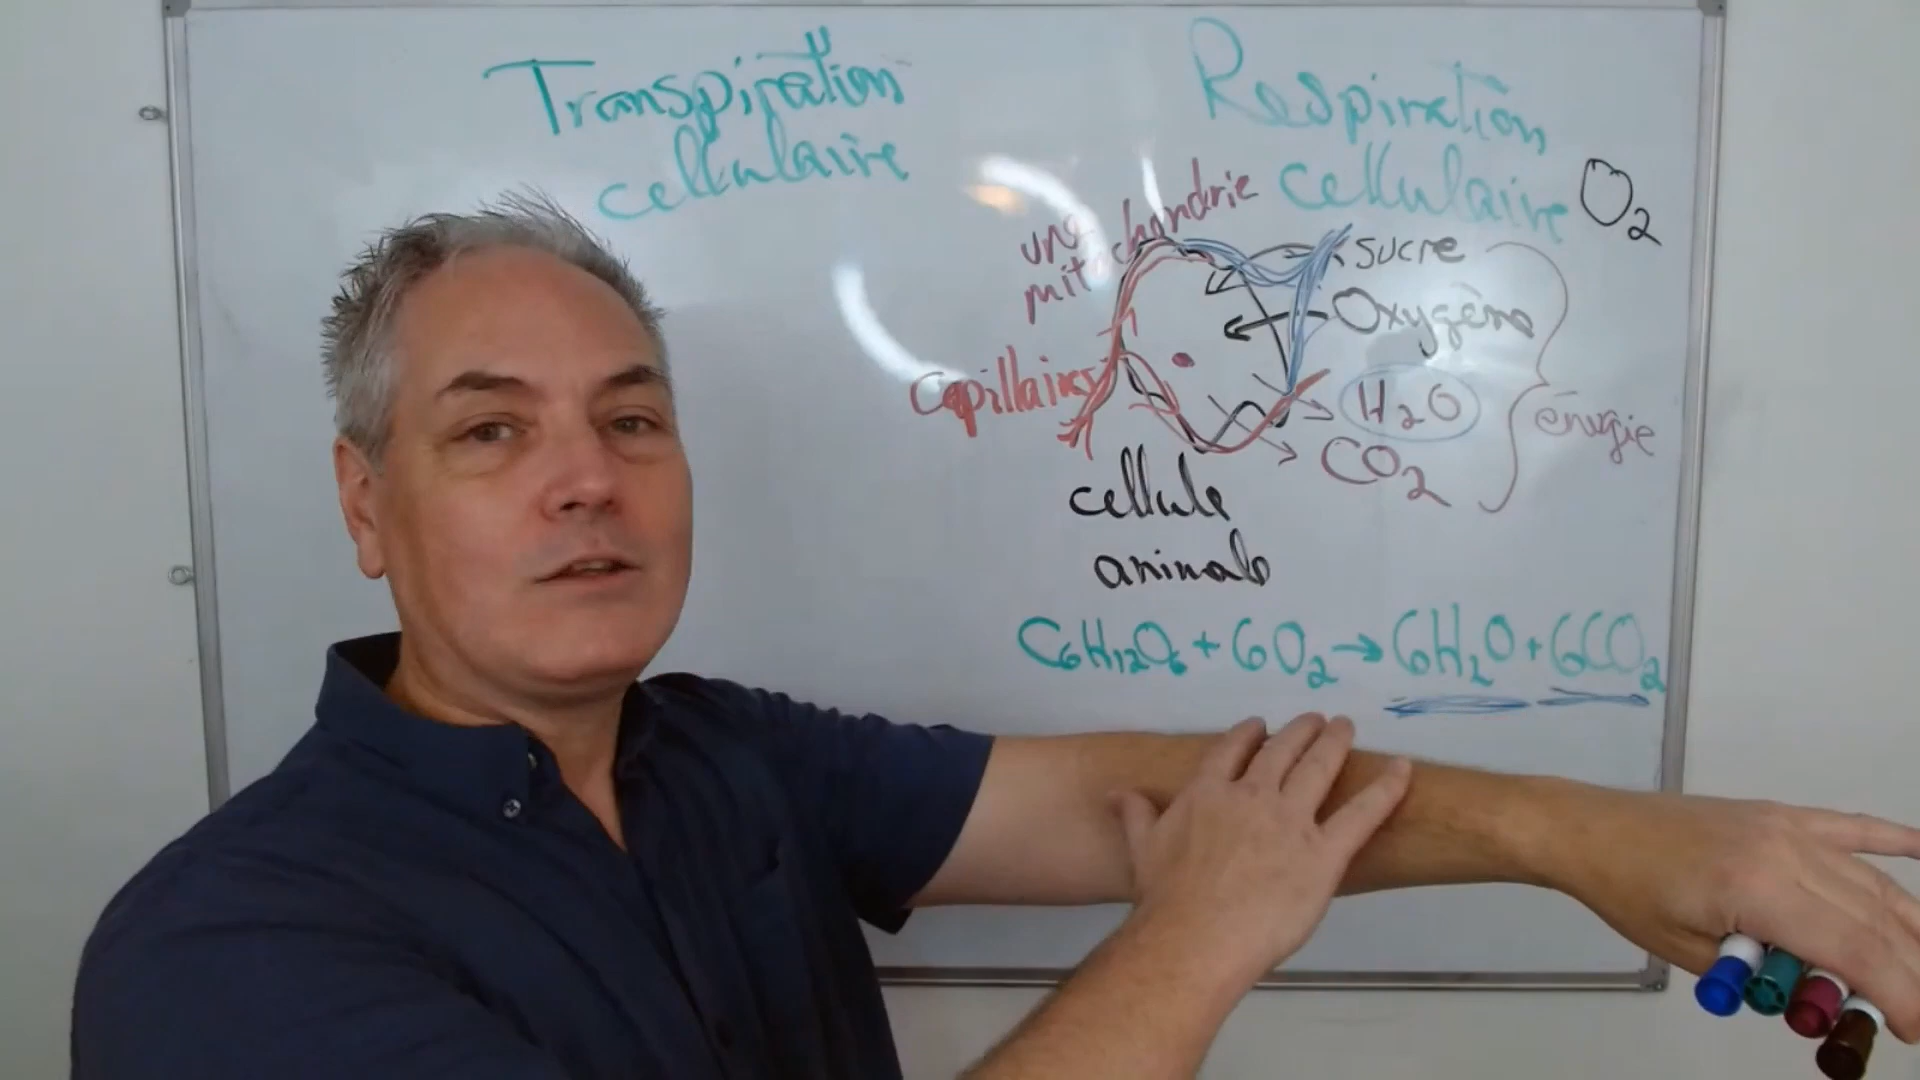 Transpiration
cellulaire
Respiration
cellulaire
O2
une
mitochondrie
sucre
Oxygène
Capillaires
H2O
énergie
CO2
cellule
animale
C6H12O6 + 6O2 → 6H2O + 6CO2